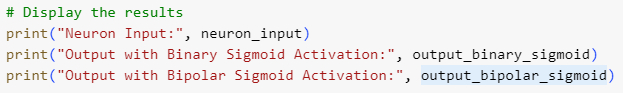 # Display the results
print("Neuron Input:", neuron_input)
print("Output with Binary Sigmoid Activation:", output_binary_sigmoid)
print("Output with Bipolar Sigmoid Activation:", output_bipolar_sigmoid)